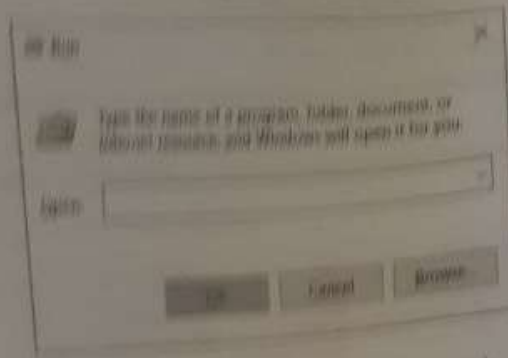 Run
Type the name of a program, folder, document, or
Internet resource, and Windows will open it for you.
Open:
OK
Cancel
Browse...